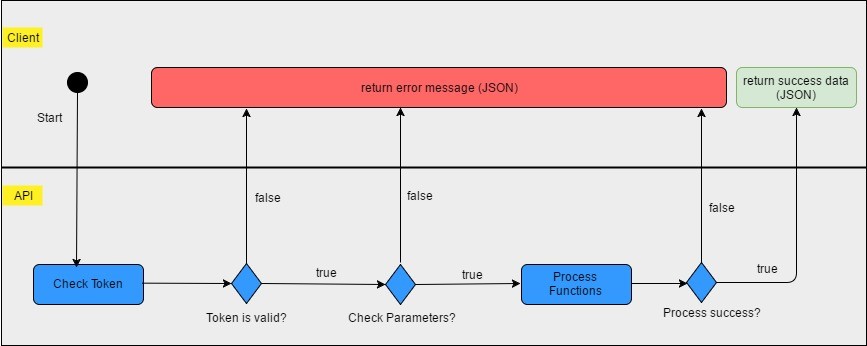 Client
return error message (JSON)
return success data
(JSON)
Start
API
false
false
false
Check Token
true
true
Process
Functions
true
Token is valid?
Check Parameters?
Process success?